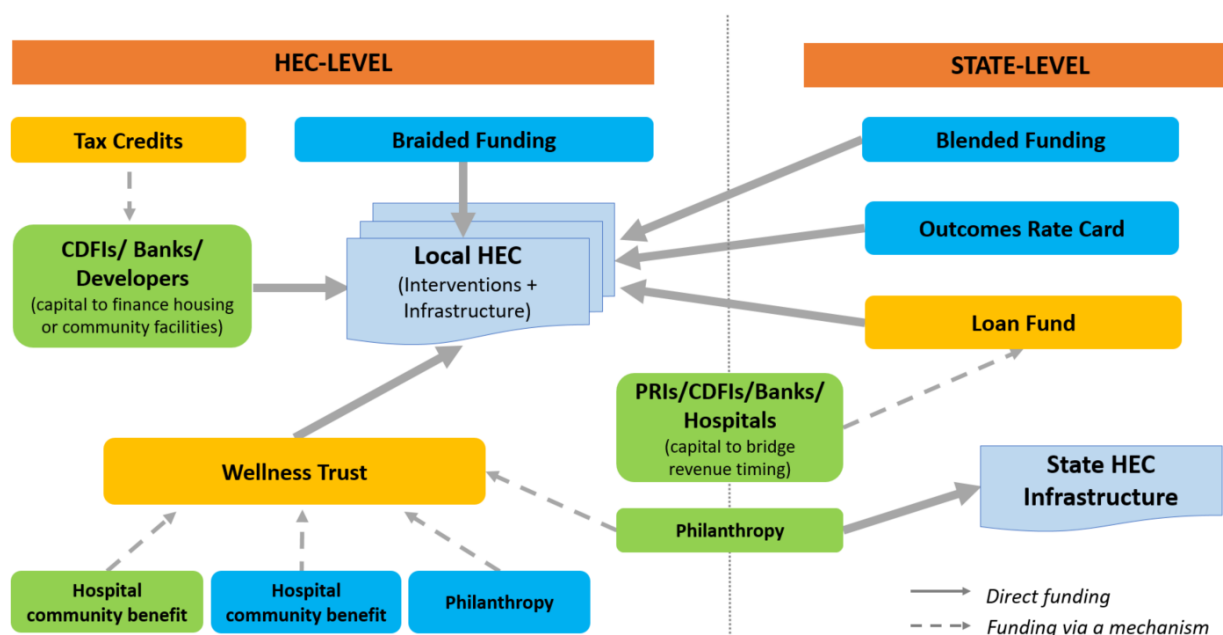 HEC-LEVEL
STATE-LEVEL
Tax Credits
Braided Funding
Blended Funding
CDFIs/ Banks/
Developers
(capital to finance housing
or community facilities)
Local HEC
(Interventions +
Infrastructure)
Outcomes Rate Card
Loan Fund
PRIs/CDFIs/Banks/
Hospitals
(capital to bridge
revenue timing)
Wellness Trust
State HEC
Infrastructure
Philanthropy
Hospital
community benefit
Hospital
community benefit
Philanthropy
Direct funding
Funding via a mechanism